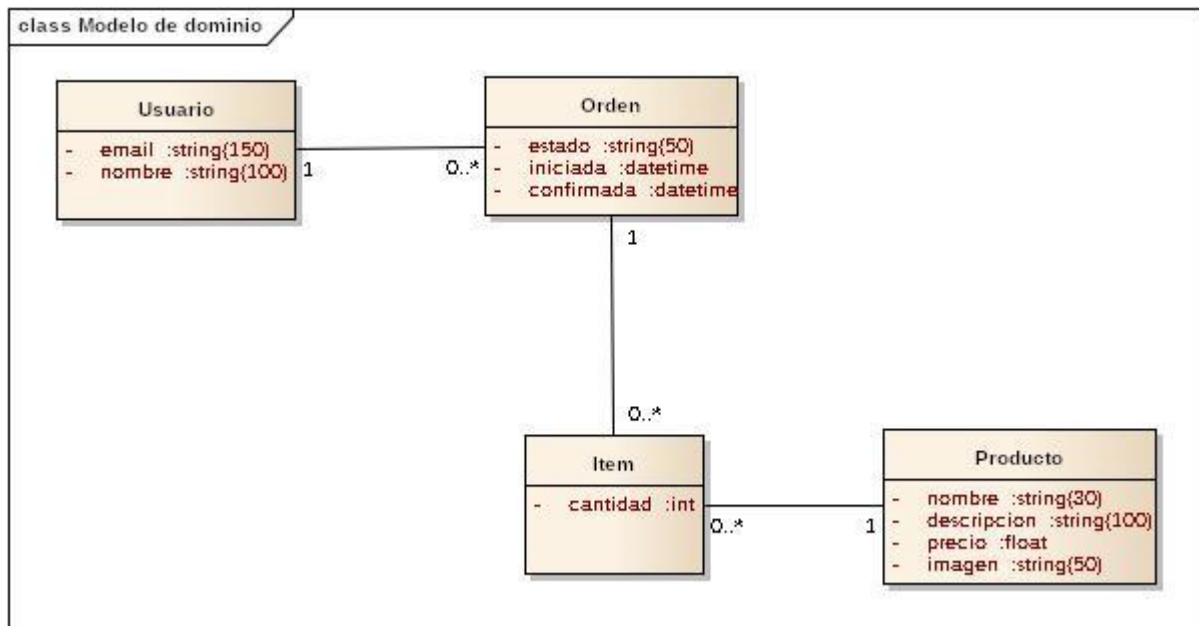 class Modelo de dominio
Usuario
- email :string(150)
- nombre :string(100)
1
0..*
Orden
- estado :string(50)
- iniciada :datetime
- confirmada :datetime
1
0..*
Item
- cantidad :int
0..*
1
Producto
- nombre :string(30)
- descripcion :string(100)
- precio :float
- imagen :string(50)